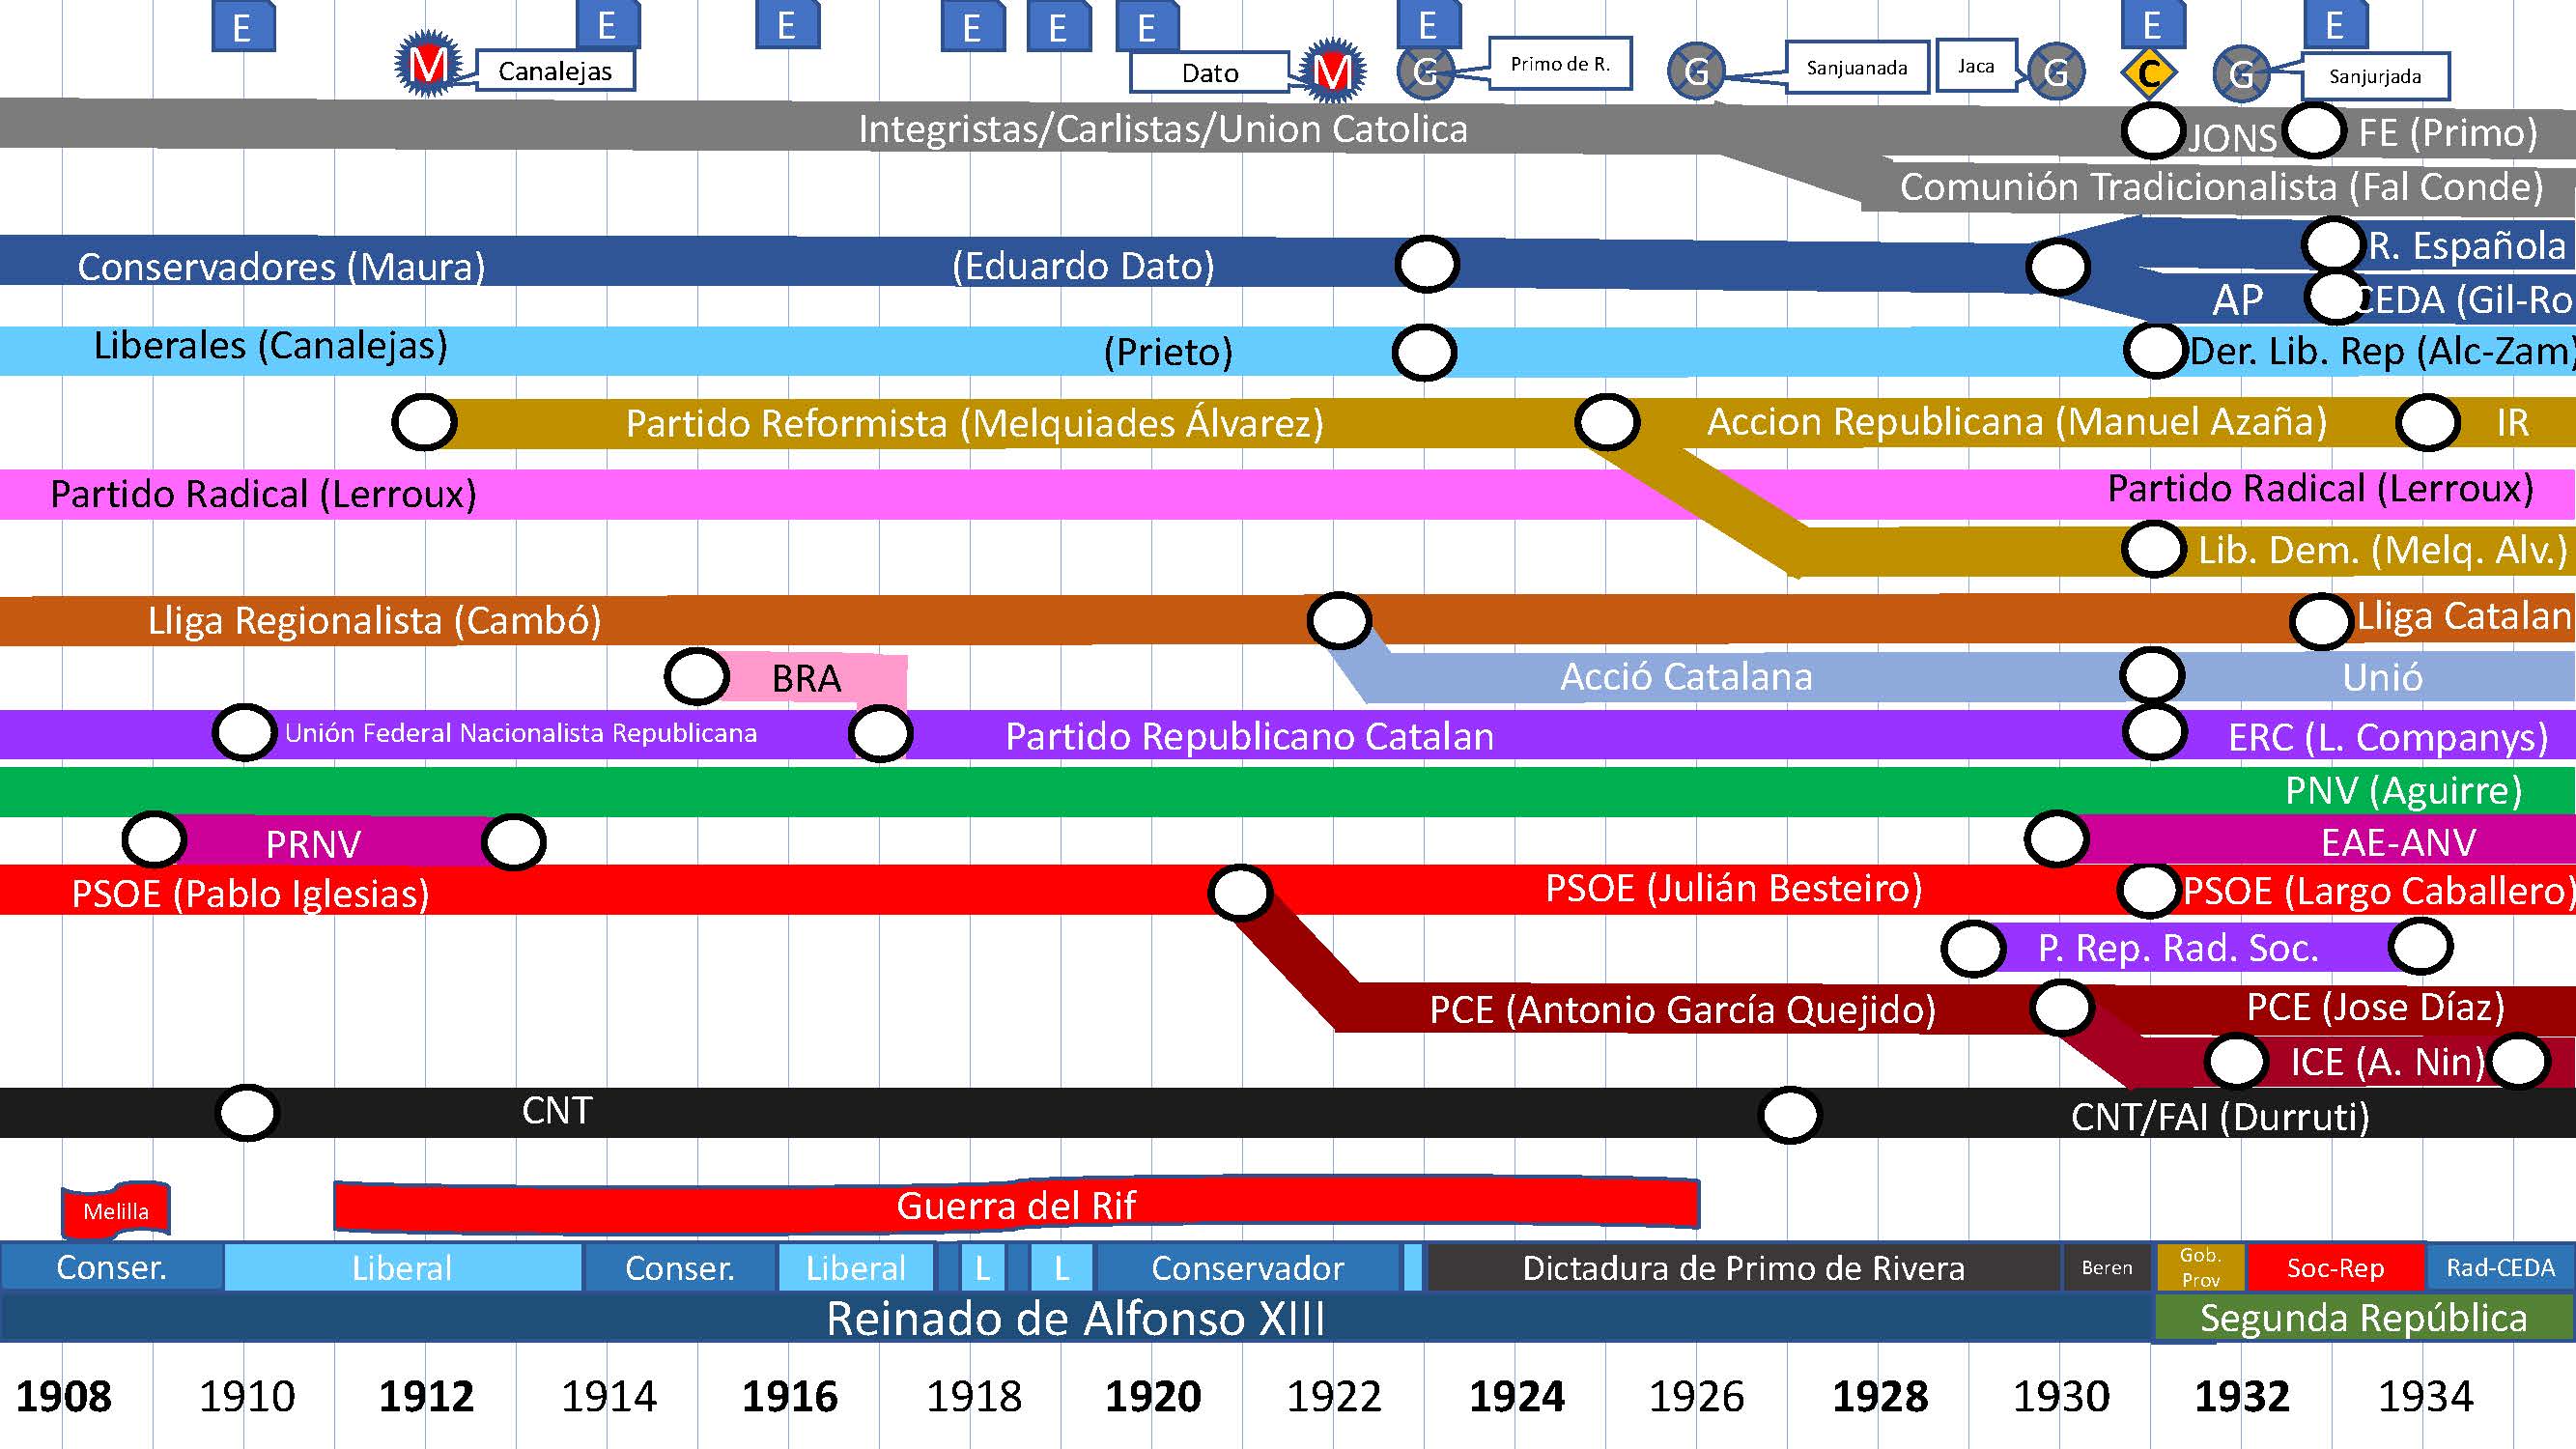 E E E E E E E E E
M Canalejas Dato M G Primo de R. G Sanjuanada Jaca G C G Sanjurjada
Integristas/Carlistas/Union Catolica JONS FE (Primo)
Comunión Tradicionalista (Fal Conde)
R. Española
Conservadores (Maura) (Eduardo Dato)
AP CEDA (Gil-Ro
Liberales (Canalejas) (Prieto) Der. Lib. Rep (Alc-Zam)
Partido Reformista (Melquiades Álvarez) Accion Republicana (Manuel Azaña) IR
Partido Radical (Lerroux) Partido Radical (Lerroux)
Lib. Dem. (Melq. Alv.)
Lliga Regionalista (Cambó) Lliga Catalan
BRA Acció Catalana Unió
Unión Federal Nacionalista Republicana Partido Republicano Catalan ERC (L. Companys)
PNV (Aguirre)
PRNV EAE-ANV
PSOE (Pablo Iglesias) PSOE (Julián Besteiro) PSOE (Largo Caballero)
P. Rep. Rad. Soc.
PCE (Antonio García Quejido) PCE (Jose Díaz)
ICE (A. Nin)
CNT CNT/FAI (Durruti)
Melilla Guerra del Rif
Conser. Liberal Conser. Liberal L L Conservador Dictadura de Primo de Rivera Beren Gob. Prov Soc-Rep Rad-CEDA
Reinado de Alfonso XIII Segunda República
1908 1910 1912 1914 1916 1918 1920 1922 1924 1926 1928 1930 1932 1934